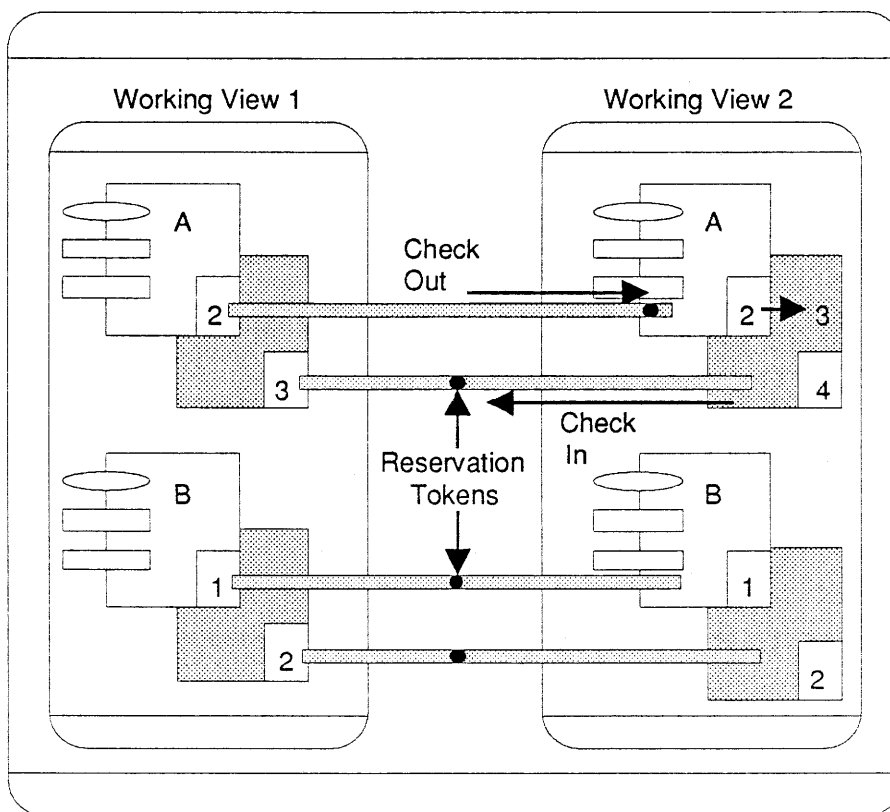 Working View 1
Working View 2
A
A
Check
Out
2
2
3
3
4
Check
In
Reservation
Tokens
B
B
1
1
2
2